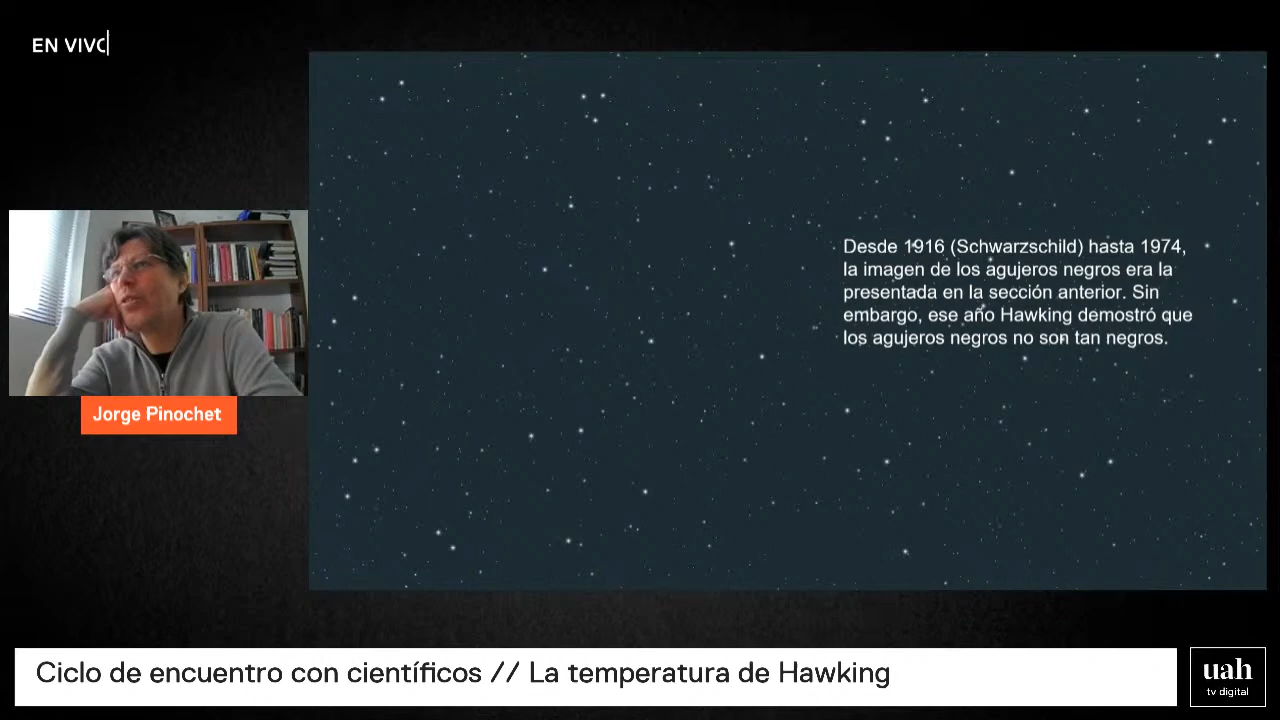 EN VIVO
Desde 1916 (Schwarzschild) hasta 1974,
la imagen de los agujeros negros era la
presentada en la sección anterior. Sin
embargo, ese año Hawking demostró que
los agujeros negros no son tan negros.
Jorge Pinochet
Ciclo de encuentro con científicos // La temperatura de Hawking
uah
tv digital